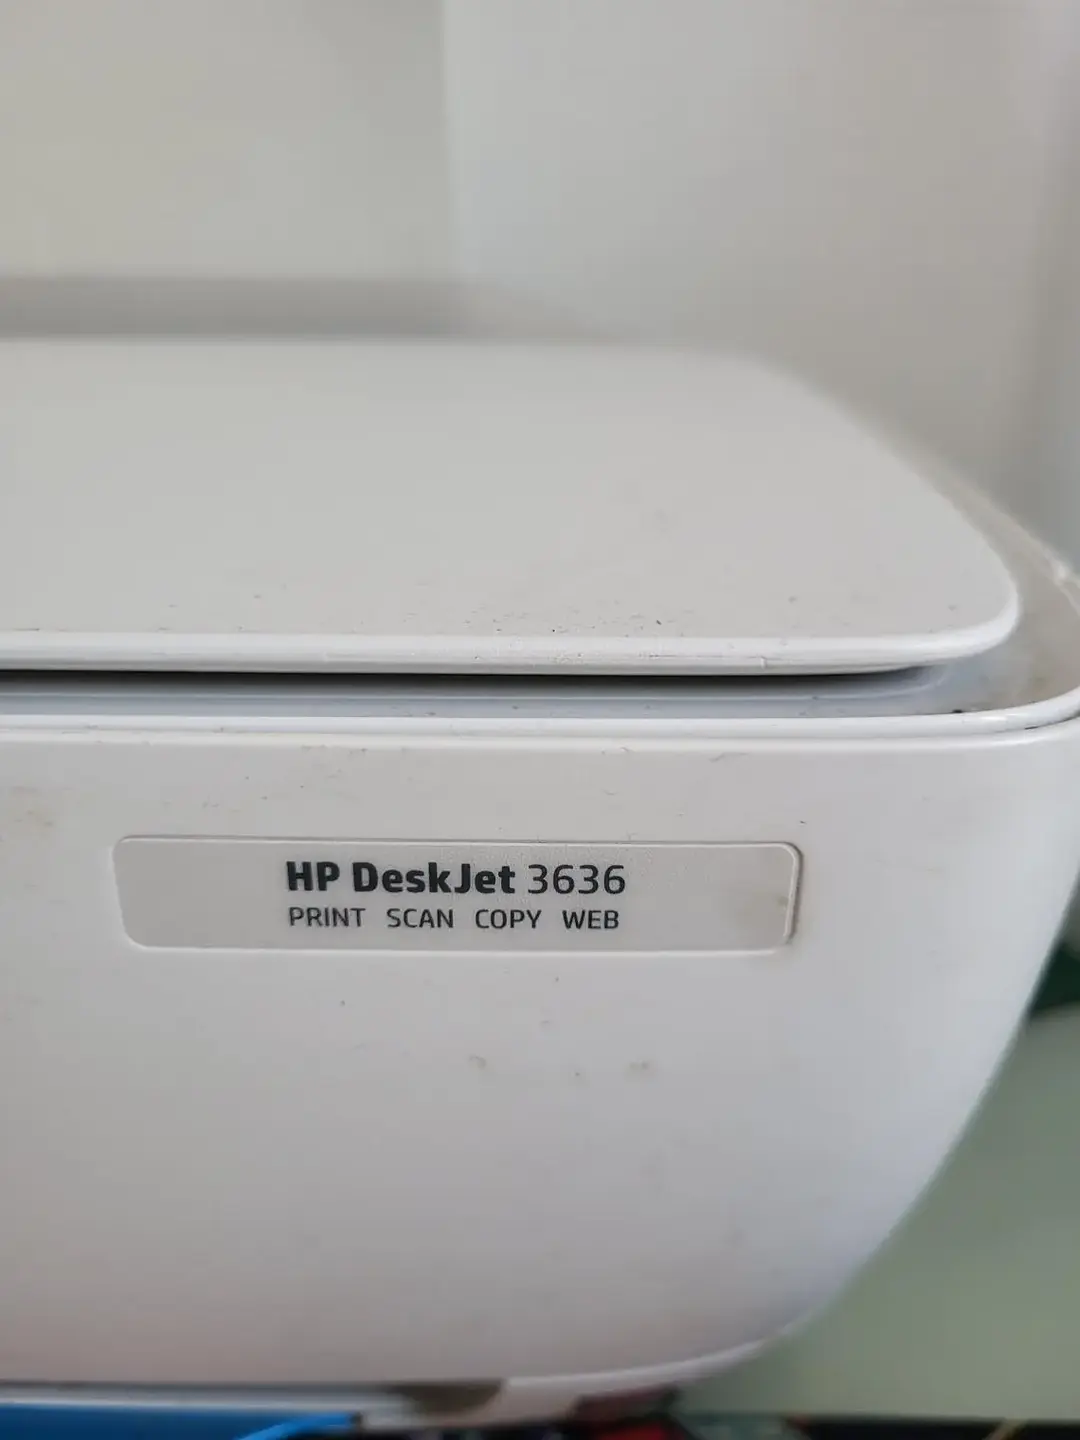 HP DeskJet 3636
PRINT SCAN COPY WEB